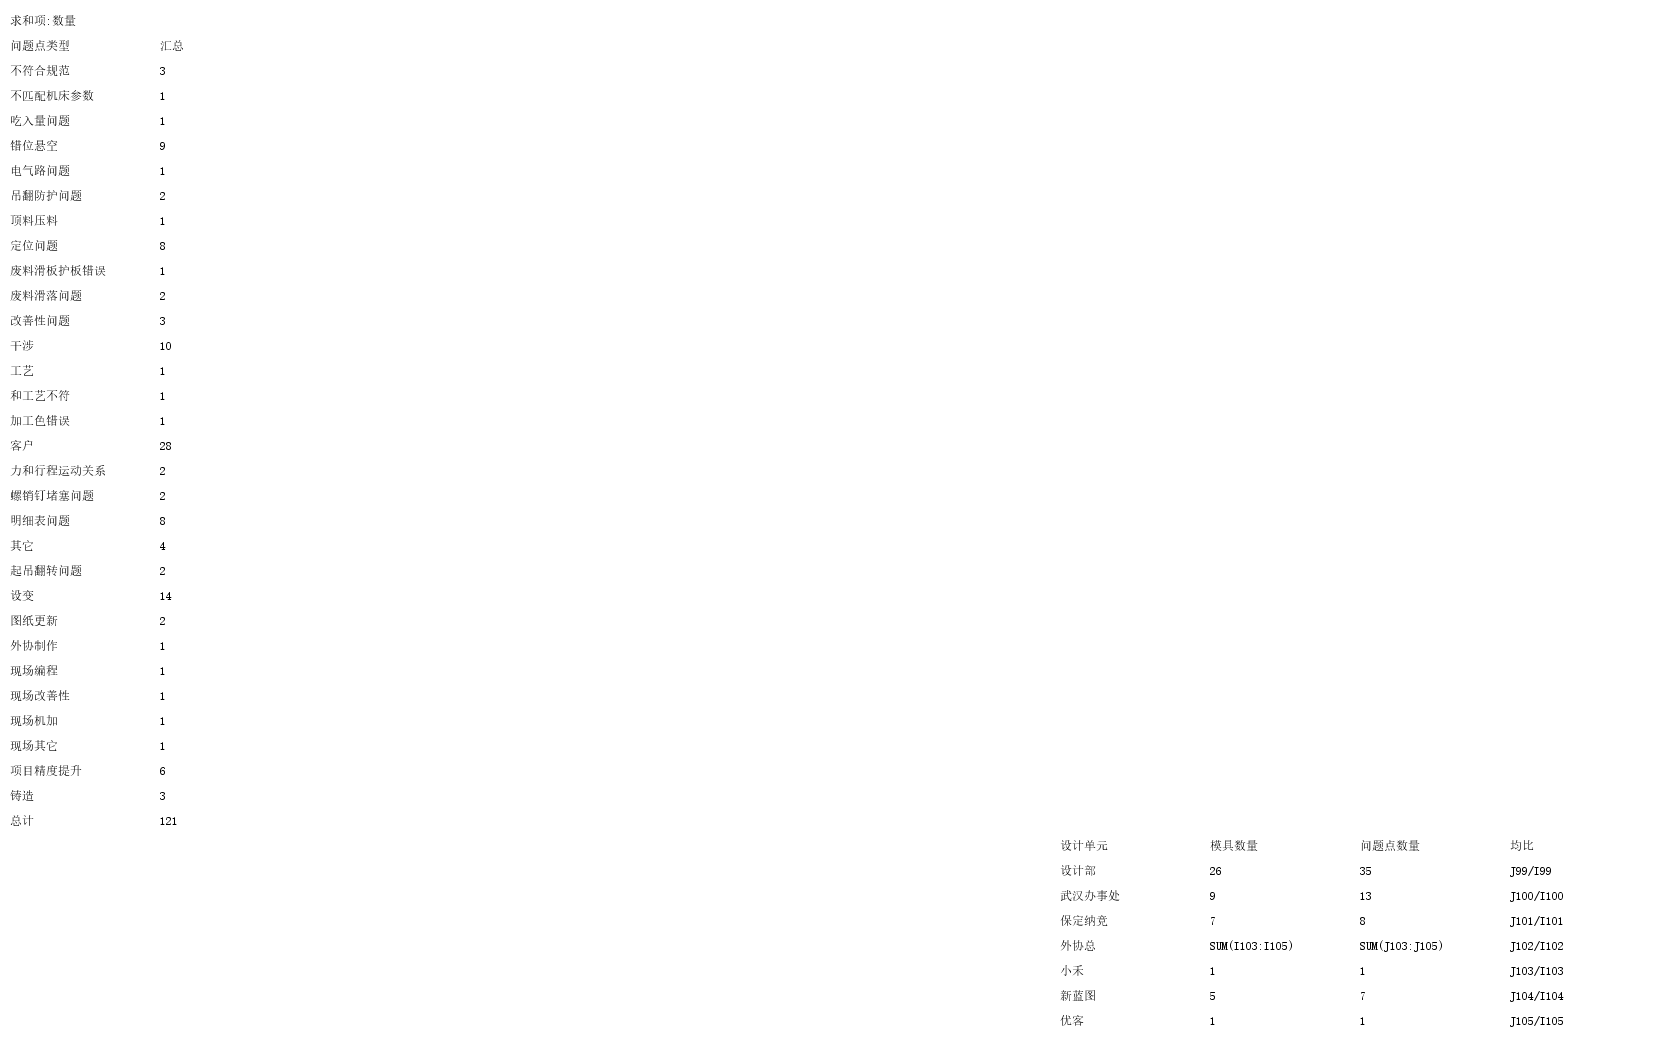 求和项:数量
问题点类型 汇总
不符合规范 3
不匹配机床参数 1
吃入量问题 1
错位悬空 9
电气路问题 1
吊翻防护问题 2
顶料压料 1
定位问题 8
废料滑板护板错误 1
废料滑落问题 2
改善性问题 3
干涉 10
工艺 1
和工艺不符 1
加工色错误 1
客户 28
力和行程运动关系 2
螺销钉堵塞问题 2
明细表问题 8
其它 4
起吊翻转问题 2
设变 14
图纸更新 2
外协制作 1
现场编程 1
现场改善性 1
现场机加 1
现场其它 1
项目精度提升 6
铸造 3
总计 121
设计单元 模具数量 问题点数量 均比
设计部 26 35 J99/I99
武汉办事处 9 13 J100/I100
保定纳竞 7 8 J101/I101
外协总 SUM(I103:I105) SUM(J103:J105) J102/I102
小禾 1 1 J103/I103
新蓝图 5 7 J104/I104
优客 1 1 J105/I105